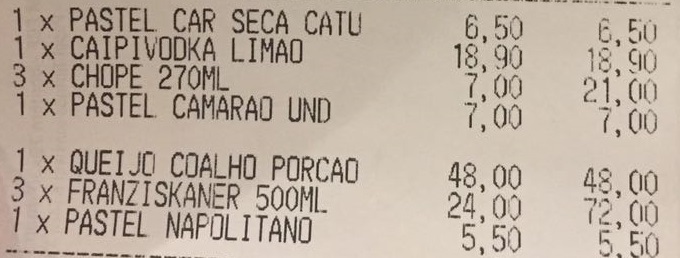 1 x PASTEL CAR SECA CATU 6,50 6,50
1 x CAIPIVODKA LIMAO 18,90 18,90
3 x CHOPE 270ML 7,00 21,00
1 x PASTEL CAMARAO UND 7,00 7,00
1 x QUEIJO COALHO PORCAO 48,00 48,00
3 x FRANZISKANER 500ML 24,00 72,00
1 x PASTEL NAPOLITANO 5,50 5,50